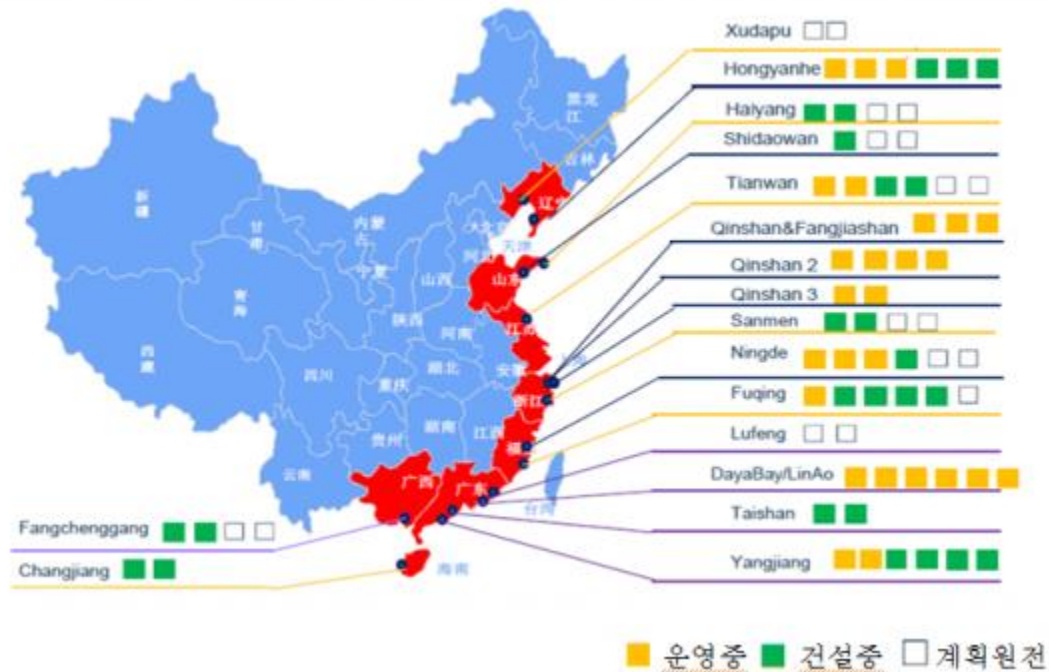 Xudapu
Hongyanhe
Haiyang
Shidaowan
Tianwan
Qinshan&Fangjiashan
Qinshan 2
Qinshan 3
Sanmen
Ningde
Fuqing
Lufeng
DayaBay/LinAo
Taishan
Yangjiang
Fangchenggang
Changjiang
黑龙
江
吉林
辽宁
新
疆
甘
肃
内蒙
古
宁夏
青
海
西
藏
陕西
山西
天津
山东
河南
江苏
安徽
四川
重庆
湖北
浙江
湖南
江西
贵州
云南
广西
广东
台湾
海南
운영중 건설중 계획원전